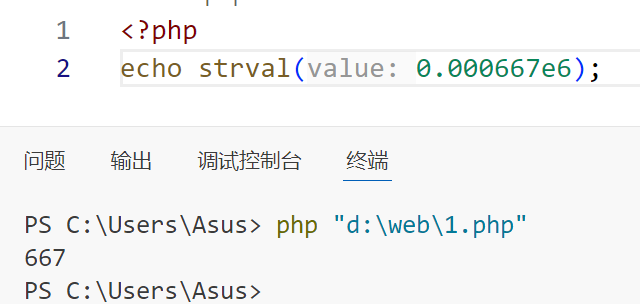 1 <?php
2 echo strval(value: 0.000667e6);
问题 输出 调试控制台 终端
PS C:\Users\Asus> php "d:\web\1.php"
667
PS C:\Users\Asus>